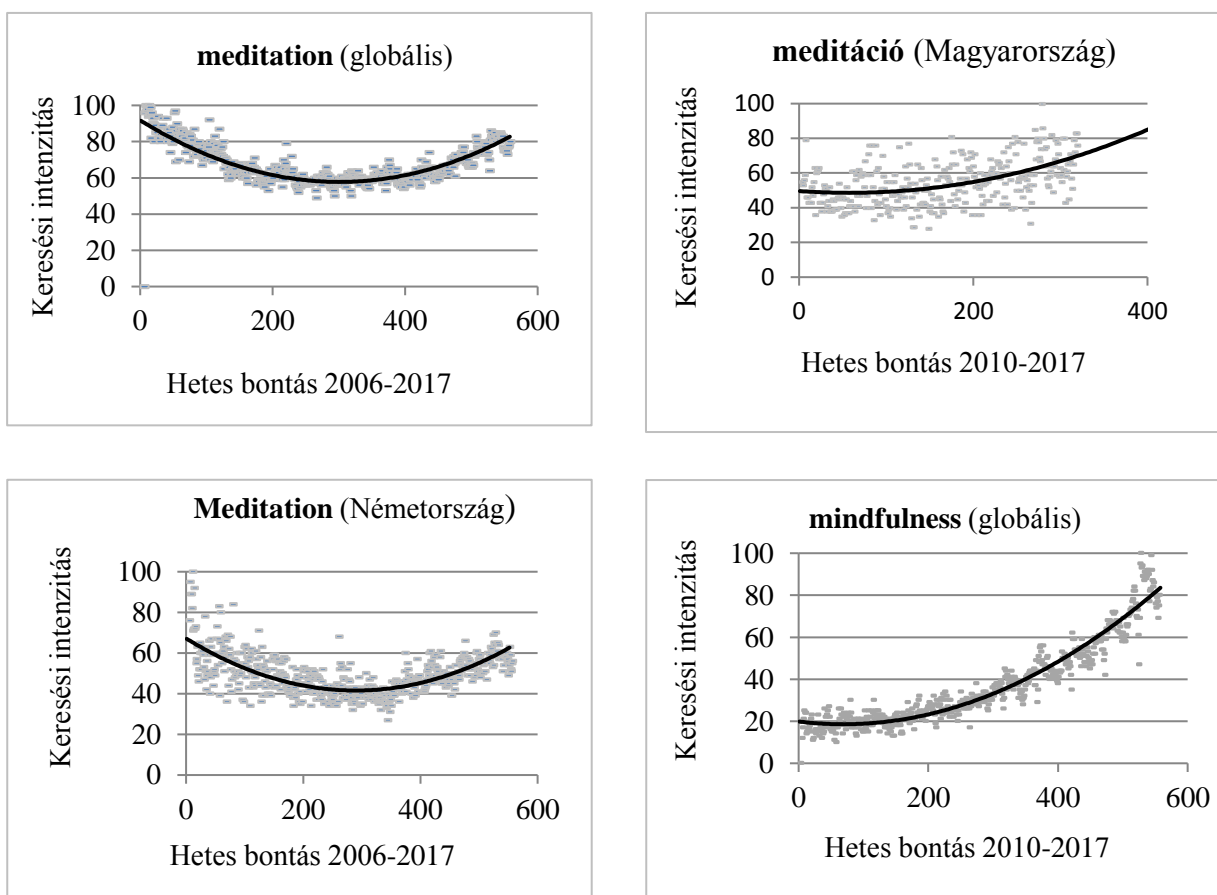 meditation (globális)
Keresési intenzitás
100
80
60
40
20
0
0 200 400 600
Hetes bontás 2006-2017
meditáció (Magyarország)
Keresési intenzitás
100
80
60
40
20
0
0 200 400
Hetes bontás 2010-2017
Meditation (Németország)
Keresési intenzitás
100
80
60
40
20
0
0 200 400 600
Hetes bontás 2006-2017
mindfulness (globális)
Keresési intenzitás
100
80
60
40
20
0
0 200 400 600
Hetes bontás 2010-2017